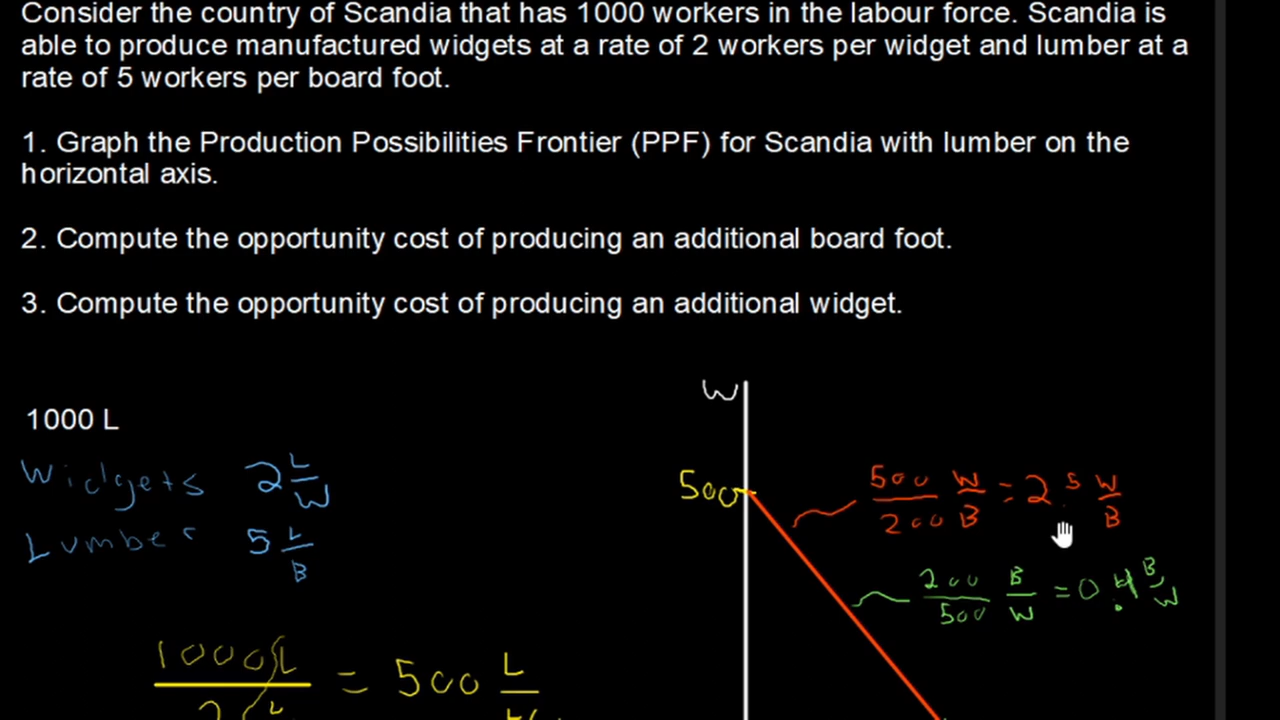 Consider the country of Scandia that has 1000 workers in the labour force. Scandia is
able to produce manufactured widgets at a rate of 2 workers per widget and lumber at a
rate of 5 workers per board foot.
1. Graph the Production Possibilities Frontier (PPF) for Scandia with lumber on the
horizontal axis.
2. Compute the opportunity cost of producing an additional board foot.
3. Compute the opportunity cost of producing an additional widget.
1000 L
Widgets 2 L/W
Lumber 5 L/B
1000 L
= 500 L
2 L
W
500
500/200 W/B = 2.5 W/B
200/500 B/W = 0.4 B/W